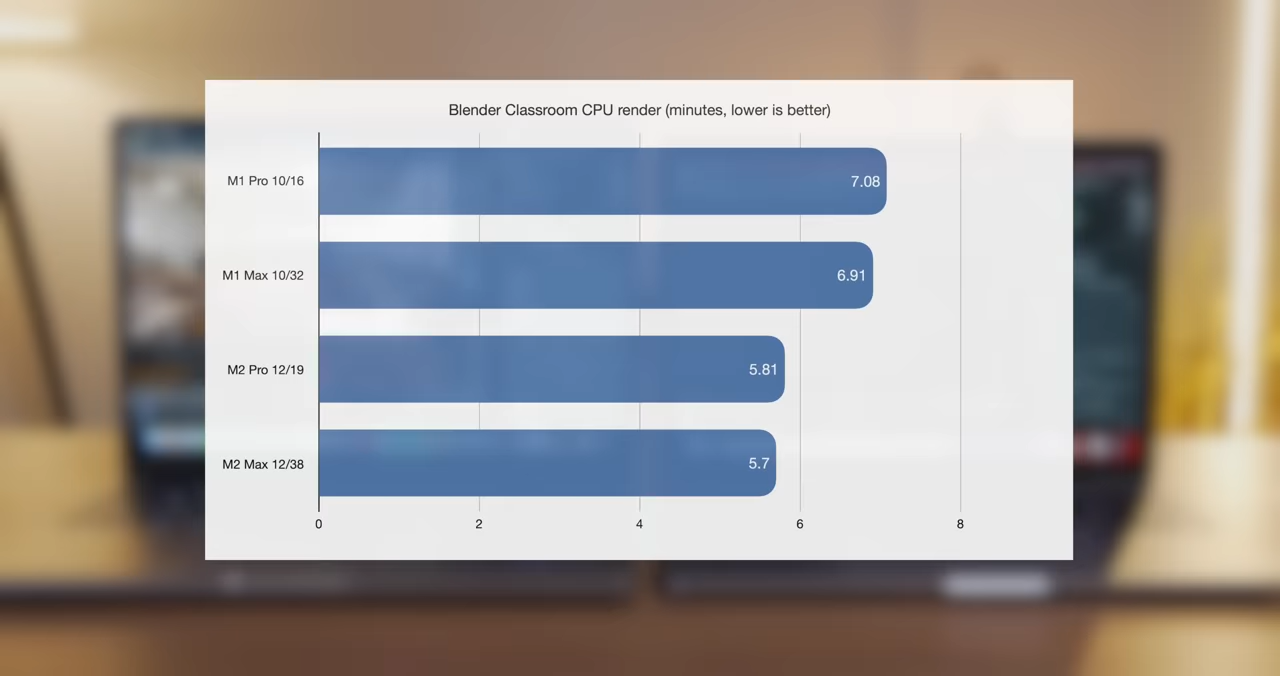 Blender Classroom CPU render (minutes, lower is better)
M1 Pro 10/16
7.08
M1 Max 10/32
6.91
M2 Pro 12/19
5.81
M2 Max 12/38
5.7
0 2 4 6 8